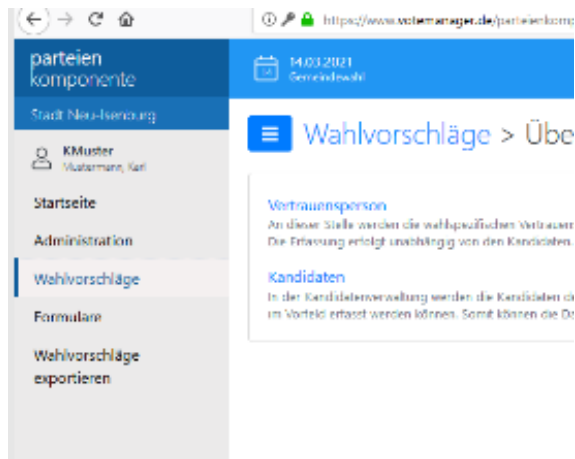 https://www.votemanager.de/parteienkomp
parteien
komponente
14.03.2021
Gemeindewahl
Stadt Neu-Isenburg
KMuster
Mustermann, Karl
Wahlvorschläge > Übe
Startseite
Administration
Wahlvorschläge
Formulare
Wahlvorschläge
exportieren
Vertrauensperson
An dieser Stelle werden die wahlspezifischen Vertrauen
Die Erfassung erfolgt unabhängig von den Kandidaten.
Kandidaten
In der Kandidatenverwaltung werden die Kandidaten d
im Vorfeld erfasst werden können. Somit können die Da